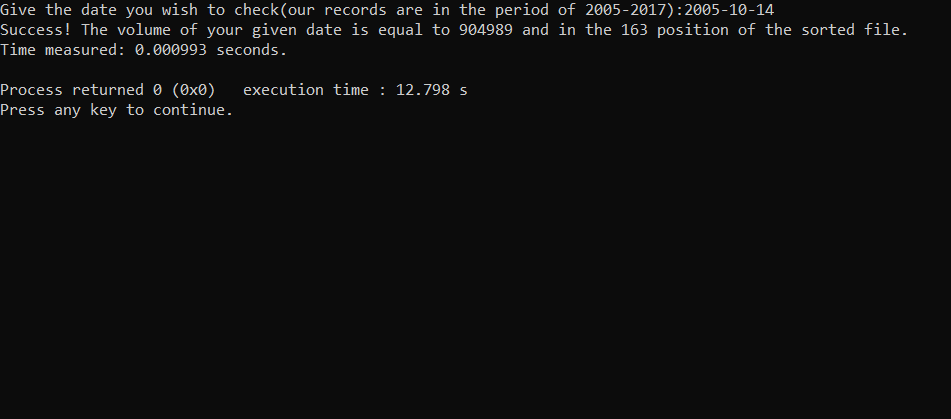 Give the date you wish to check(our records are in the period of 2005-2017):2005-10-14
Success! The volume of your given date is equal to 904989 and in the 163 position of the sorted file.
Time measured: 0.000993 seconds.
Process returned 0 (0x0)   execution time : 12.798 s
Press any key to continue.